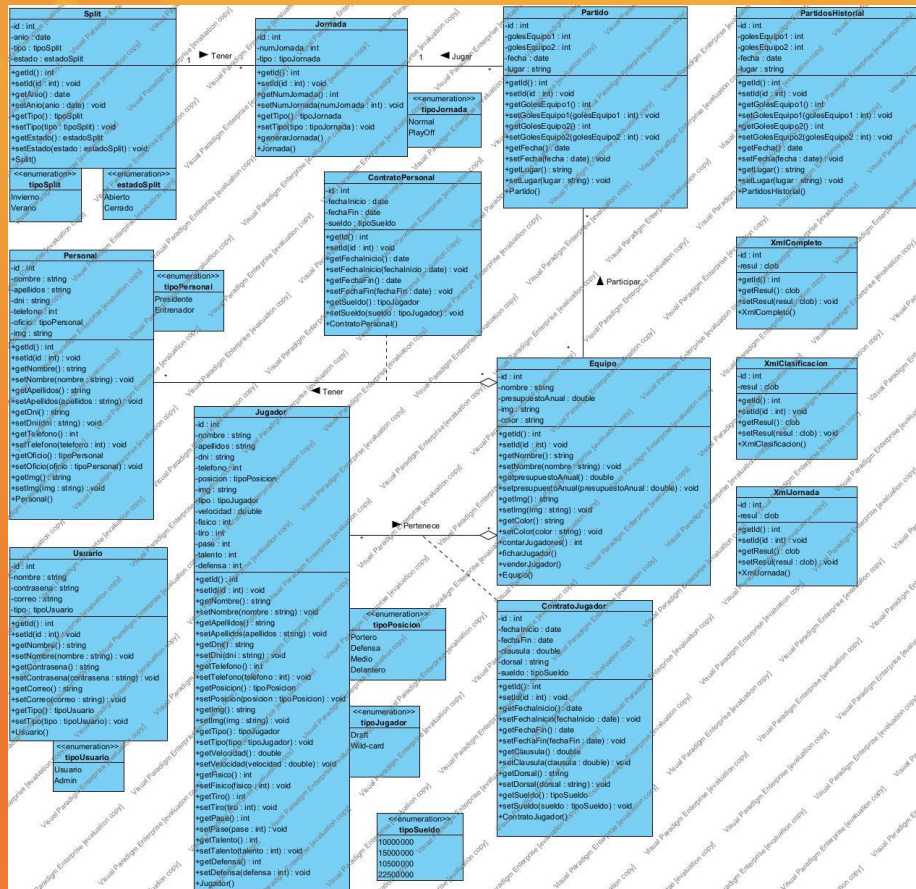 Split
-id : int
-anio : date
-tipo : tipoSplit
-estado : estadoSplit
+getId() : int
+setId(id : int) : void
+getAnio() : date
+setAnio(anio : date) : void
+getTipo() : tipoSplit
+setTipo(tipo : tipoSplit) : void
+getEstado() : estadoSplit
+setEstado(estado : estadoSplit) : void
+Split()
<<enumeration>>
tipoSplit
Invierno
Verano
<<enumeration>>
estadoSplit
Abierto
Cerrado
1
Tener
*
Jornada
-id : int
-numJornada : int
-tipo : tipoJornada
+getId() : int
+setId(id : int) : void
+getNumJornada() : int
+setNumJornada(numJornada : int) : void
+getTipo() : tipoJornada
+setTipo(tipo : tipoJornada) : void
+generarJornada()
+Jornada()
1
Jugar
*
<<enumeration>>
tipoJornada
Normal
PlayOff
Partido
-id : int
-golesEquipo1 : int
-golesEquipo2 : int
-fecha : date
-lugar : string
+getId() : int
+setId(id : int) : void
+getGolesEquipo1() : int
+setGolesEquipo1(golesEquipo1 : int) : void
+getGolesEquipo2() : int
+setGolesEquipo2(golesEquipo2 : int) : void
+getFecha() : date
+setFecha(fecha : date) : void
+getLugar() : string
+setLugar(lugar : string) : void
+Partido()
PartidosHistorial
-id : int
-golesEquipo1 : int
-golesEquipo2 : int
-fecha : date
-lugar : string
+getId() : int
+setId(id : int) : void
+getGolesEquipo1() : int
+setGolesEquipo1(golesEquipo1 : int) : void
+getGolesEquipo2() : int
+setGolesEquipo2(golesEquipo2 : int) : void
+getFecha() : date
+setFecha(fecha : date) : void
+getLugar() : string
+setLugar(lugar : string) : void
+PartidosHistorial()
ContratoPersonal
-id : int
-fechaInicio : date
-fechaFin : date
-sueldo : tipoSueldo
+getId() : int
+setId(id : int) : void
+getFechaInicio() : date
+setFechaInicio(fechaInicio : date) : void
+getFechaFin() : date
+setFechaFin(fechaFin : date) : void
+getSueldo() : tipoJugador
+setSueldo(sueldo : tipoJugador) : void
+ContratoPersonal()
*
Participar
*
Personal
-id : int
-nombre : string
-apellidos : string
-dni : string
-telefono : int
-oficio : tipoPersonal
-img : string
+getId() : int
+setId(id : int) : void
+getNombre() : string
+setNombre(nombre : string) : void
+getApellidos() : string
+setApellidos(apellidos : string) : void
+getDni() : string
+setDni(dni : string) : void
+getTelefono() : int
+setTelefono(telefono : int) : void
+getOficio() : tipoPersonal
+setOficio(oficio : tipoPersonal) : void
+getImg() : string
+setImg(img : string) : void
+Personal()
<<enumeration>>
tipoPersonal
Presidente
Entrenador
*
Tener
*
XmlCompleto
-id : int
-resul : clob
+getId() : int
+getResul() : clob
+setResul(resul : clob) : void
+XmlCompleto()
XmlClasificacion
-id : int
-resul : clob
+getId() : int
+setId(id : int) : void
+getResul() : clob
+setResul(resul : clob) : void
+XmlClasificacion()
XmlJornada
-id : int
-resul : clob
+getId() : int
+setId(id : int) : void
+getResul() : clob
+setResul(resul : clob) : void
+XmlJornada()
Equipo
-id : int
-nombre : string
-presupuestoAnual : double
-img : string
-color : string
+getId() : int
+setId(id : int) : void
+getNombre() : string
+setNombre(nombre : string) : void
+getpresupuestoAnual() : double
+setpresupuestoAnual(presupuestoAnual : double) : void
+getImg() : string
+setImg(img : string) : void
+getColor() : string
+setColor(color : string) : void
+contarJugadores() : int
+ficharJugador()
+venderJugador()
+Equipo()
Jugador
-id : int
-nombre : string
-apellidos : string
-dni : string
-telefono : int
-posicion : tipoPosicion
-img : string
-tipo : tipoJugador
-velocidad : double
-fisico : int
-tiro : int
-pase : int
-talento : int
-defensa : int
+getId() : int
+setId(id : int) : void
+getNombre() : string
+setNombre(nombre : string) : void
+getApellidos() : string
+setApellidos(apellidos : string) : void
+getDni() : string
+setDni(dni : string) : void
+getTelefono() : int
+setTelefono(telefono : int) : void
+getPosicion() : tipoPosicion
+setPosicion(posicion : tipoPosicion) : void
+getImg() : string
+setImg(img : string) : void
+getTipo() : tipoJugador
+setTipo(tipo : tipoJugador) : void
+getVelocidad() : double
+setVelocidad(velocidad : double) : void
+getFisico() : int
+setFisico(fisico : int) : void
+getTiro() : int
+setTiro(tiro : int) : void
+getPase() : int
+setPase(pase : int) : void
+getTalento() : int
+setTalento(talento : int) : void
+getDefensa() : int
+setDefensa(defensa : int) : void
+Jugador()
*
Pertenece
*
Usuario
-id : int
-nombre : string
-contrasena : string
-correo : string
-tipo : tipoUsuario
+getId() : int
+setId(id : int) : void
+getNombre() : string
+setNombre(nombre : string) : void
+getContrasena() : string
+setContrasena(contrasena : string) : void
+getCorreo() : string
+setCorreo(correo : string) : void
+getTipo() : tipoUsuario
+setTipo(tipo : tipoUsuario) : void
+Usuario()
<<enumeration>>
tipoUsuario
Usuario
Admin
<<enumeration>>
tipoPosicion
Portero
Defensa
Medio
Delantero
<<enumeration>>
tipoJugador
Draft
Wild-card
<<enumeration>>
tipoSueldo
10000000
15000000
10500000
22500000
ContratoJugador
-id : int
-fechaInicio : date
-fechaFin : date
-clausula : double
-dorsal : string
-sueldo : tipoSueldo
+getId() : int
+setId(id : int) : void
+getFechaInicio() : date
+setFechaInicio(fechaInicio : date) : void
+getFechaFin() : date
+setFechaFin(fechaFin : date) : void
+getClausula() : double
+setClausula(clausula : double) : void
+getDorsal() : string
+setDorsal(dorsal : string) : void
+getSueldo() : tipoSueldo
+setSueldo(sueldo : tipoSueldo) : void
+ContratoJugador()
Visual Paradigm Enterprise [evaluation copy]